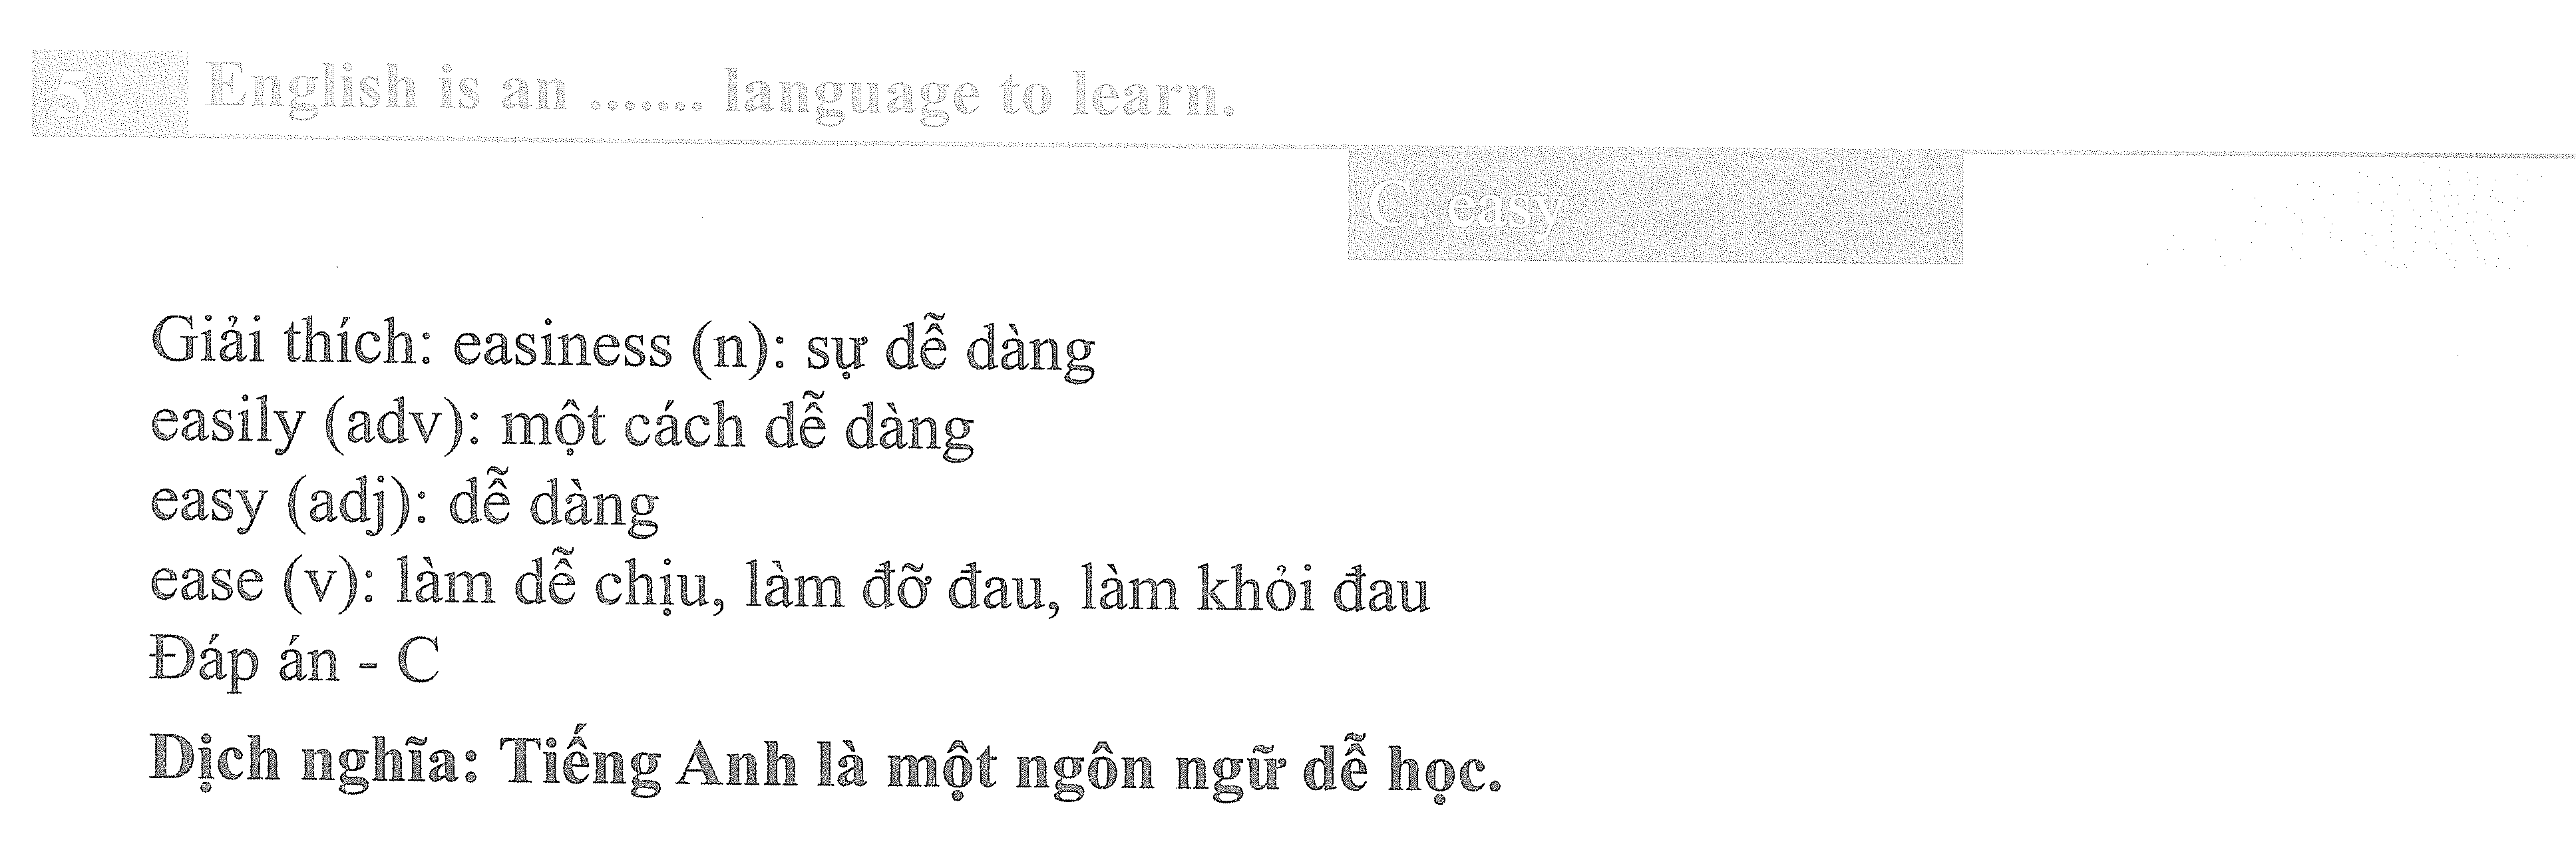 5 English is an ....... language to learn.
C. easy
Giải thích: easiness (n): sự dễ dàng
easily (adv): một cách dễ dàng
easy (adj): dễ dàng
ease (v): làm dễ chịu, làm đỡ đau, làm khỏi đau
Đáp án - C
Dịch nghĩa: Tiếng Anh là một ngôn ngữ dễ học.